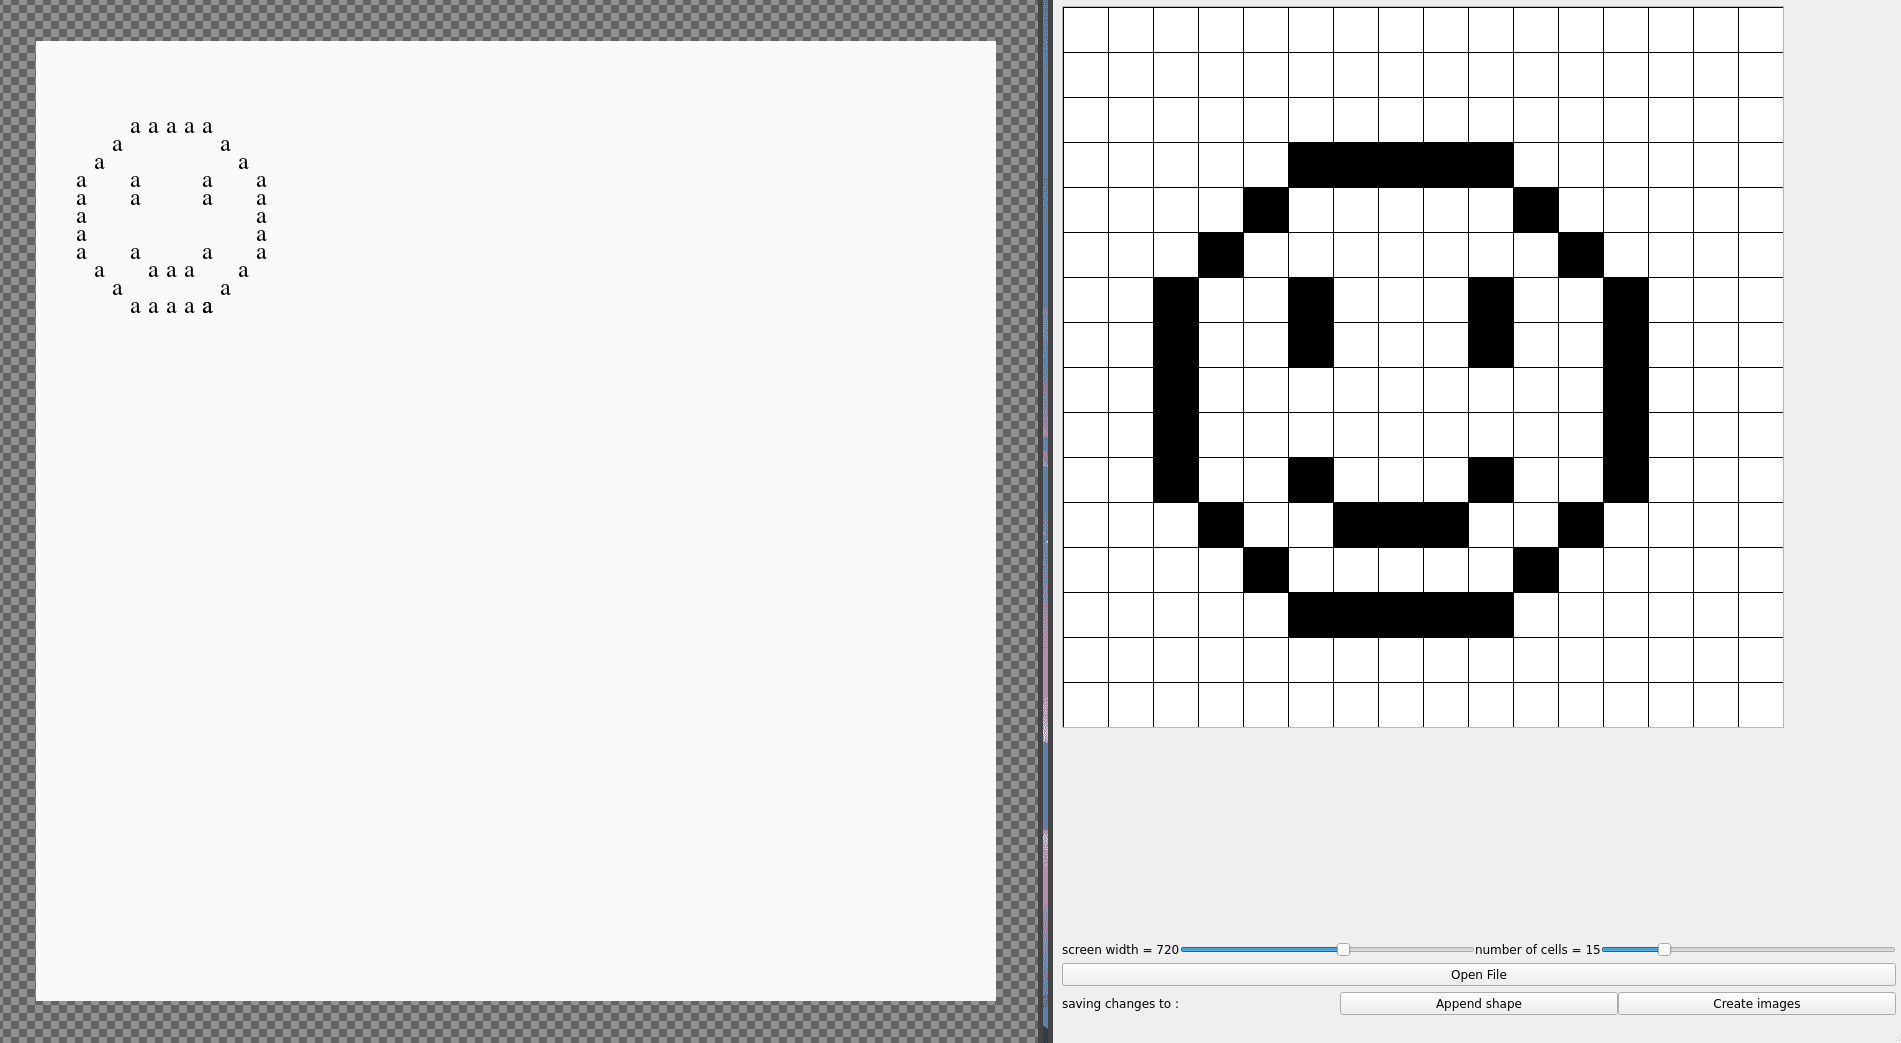 a a a a a
a a
a a
a a a a
a a a a
a a
a a
a a a a
a a a a a
a a
a a a a a
screen width = 720 number of cells = 15
Open File
saving changes to : Append shape Create images